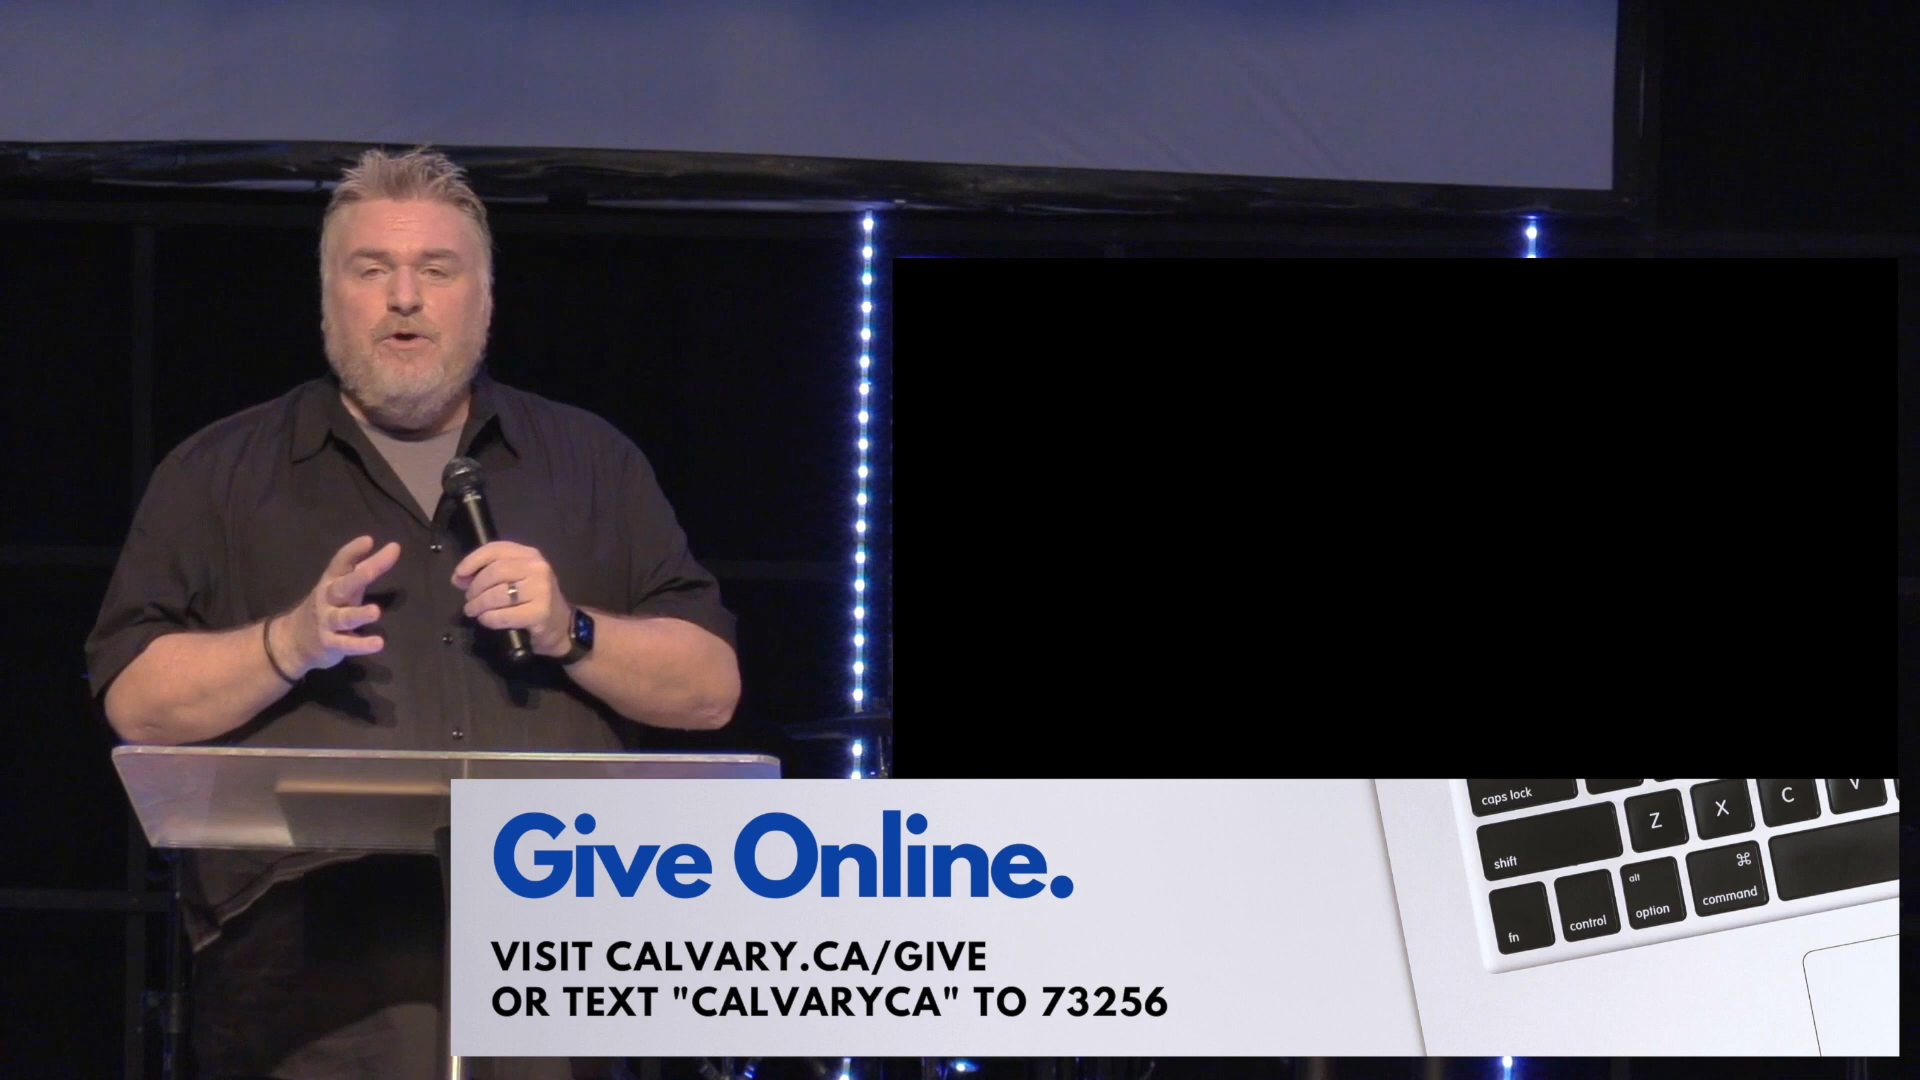 Give Online.
VISIT CALVARY.CA/GIVE
OR TEXT "CALVARYCA" TO 73256
caps lock
Z
X
C
V
shift
fn
control
alt
option
⌘
command